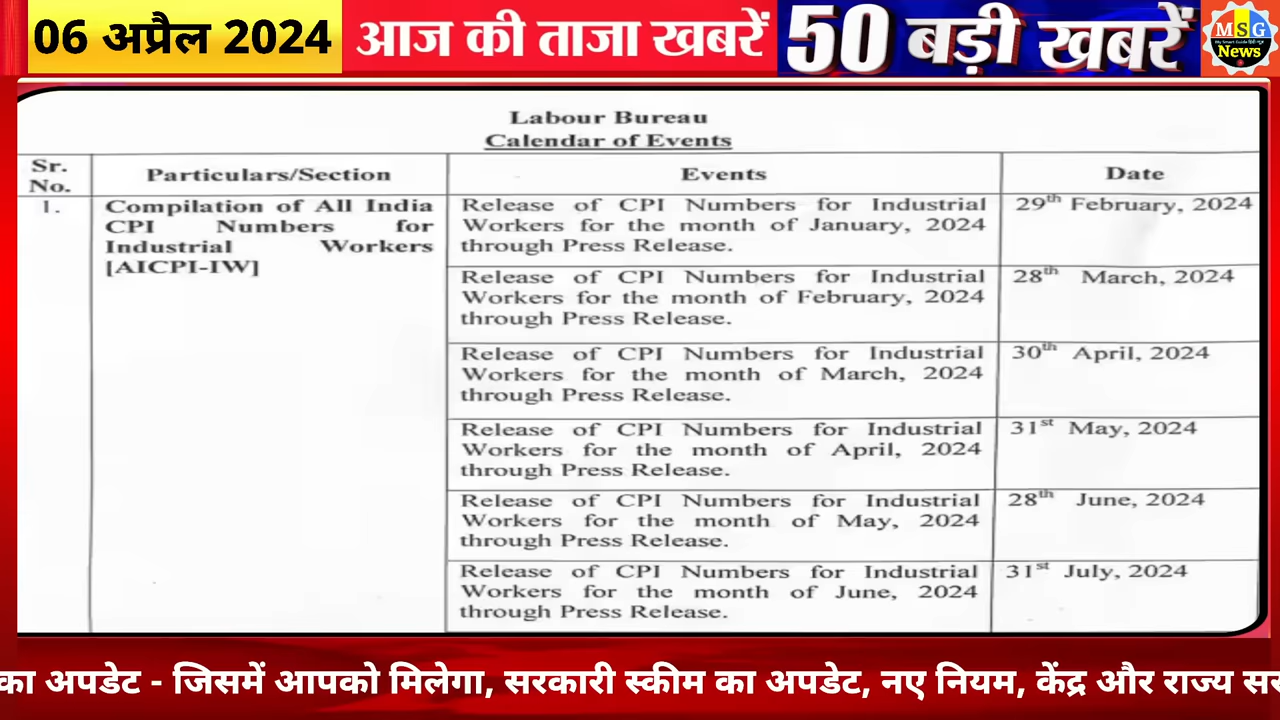 06 अप्रैल 2024
आज की ताजा खबरें
50 बड़ी खबरें
MSG
News
Labour Bureau
Calendar of Events
Sr. No.
Particulars/Section
Events
Date
1.
Compilation of All India
CPI Numbers for
Industrial Workers
[AICPI-IW]
Release of CPI Numbers for Industrial
Workers for the month of January, 2024
through Press Release.
29th February, 2024
Release of CPI Numbers for Industrial
Workers for the month of February, 2024
through Press Release.
28th March, 2024
Release of CPI Numbers for Industrial
Workers for the month of March, 2024
through Press Release.
30th April, 2024
Release of CPI Numbers for Industrial
Workers for the month of April, 2024
through Press Release.
31st May, 2024
Release of CPI Numbers for Industrial
Workers for the month of May, 2024
through Press Release.
28th June, 2024
Release of CPI Numbers for Industrial
Workers for the month of June, 2024
through Press Release.
31st July, 2024
का अपडेट - जिसमें आपको मिलेगा, सरकारी स्कीम का अपडेट, नए नियम, केंद्र और राज्य